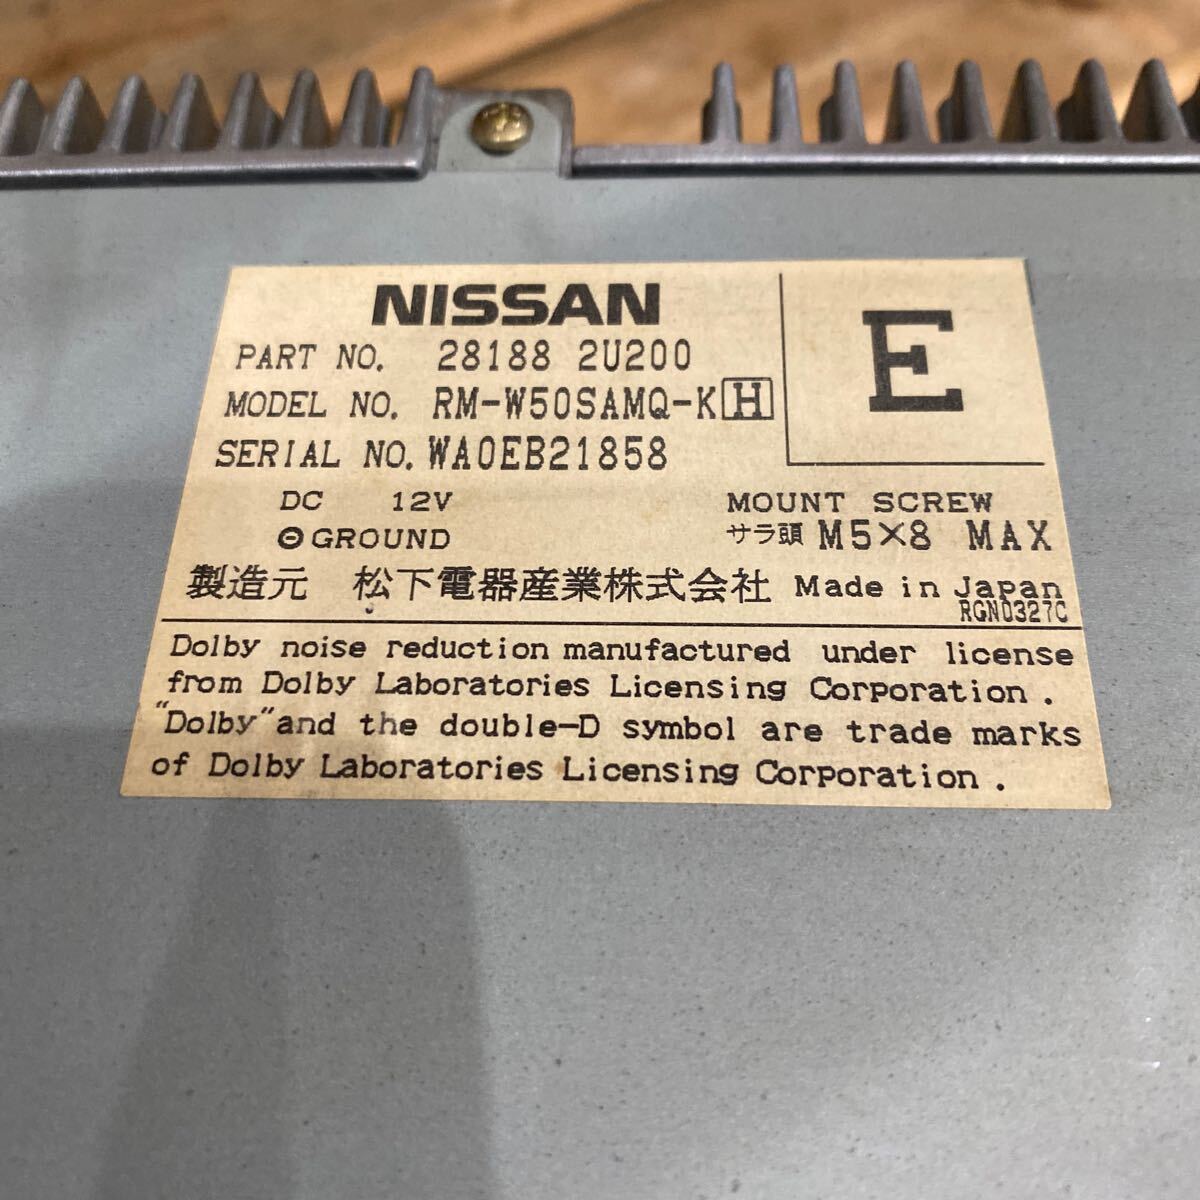 NISSAN
E
PART NO. 28188 2U200
MODEL NO. RM-W50SAMQ-K H
SERIAL NO. WA0EB21858
DC 12V
⊖ GROUND
MOUNT SCREW
サラ頭 M5×8 MAX
製造元 松下電器産業株式会社 Made in Japan
RGN0327C
Dolby noise reduction manufactured under license
from Dolby Laboratories Licensing Corporation.
"Dolby" and the double-D symbol are trade marks
of Dolby Laboratories Licensing Corporation.